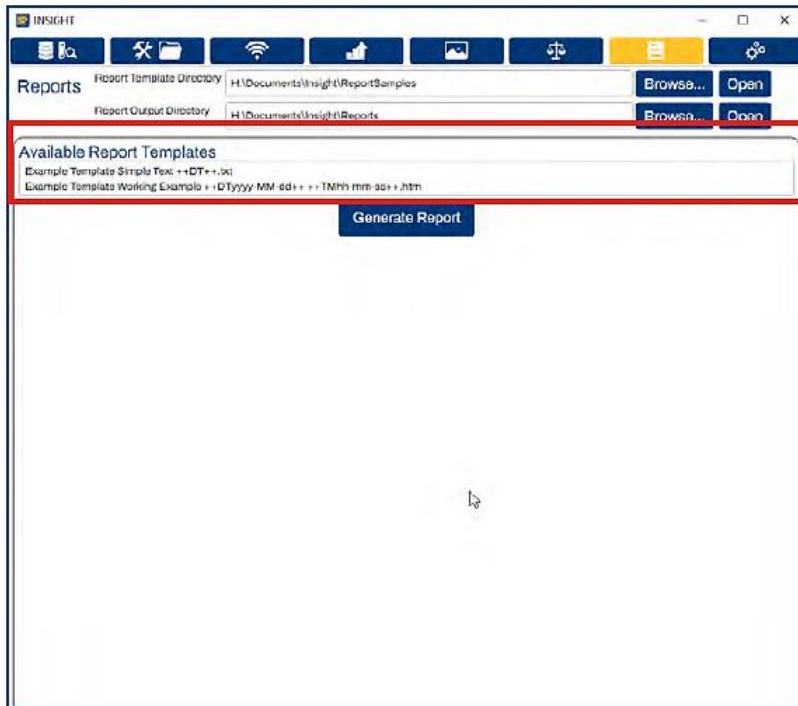 INSIGHT
Reports
Report Template Directory H:\Documents\Insight\ReportSamples Browse... Open
Report Output Directory H:\Documents\Insight\Reports Browse... Open
Available Report Templates
Example Template Simple Text ++DT++.txt
Example Template Working Example ++DTyyyy-MM-dd++ ++TMhh-mm-ss++.htm
Generate Report